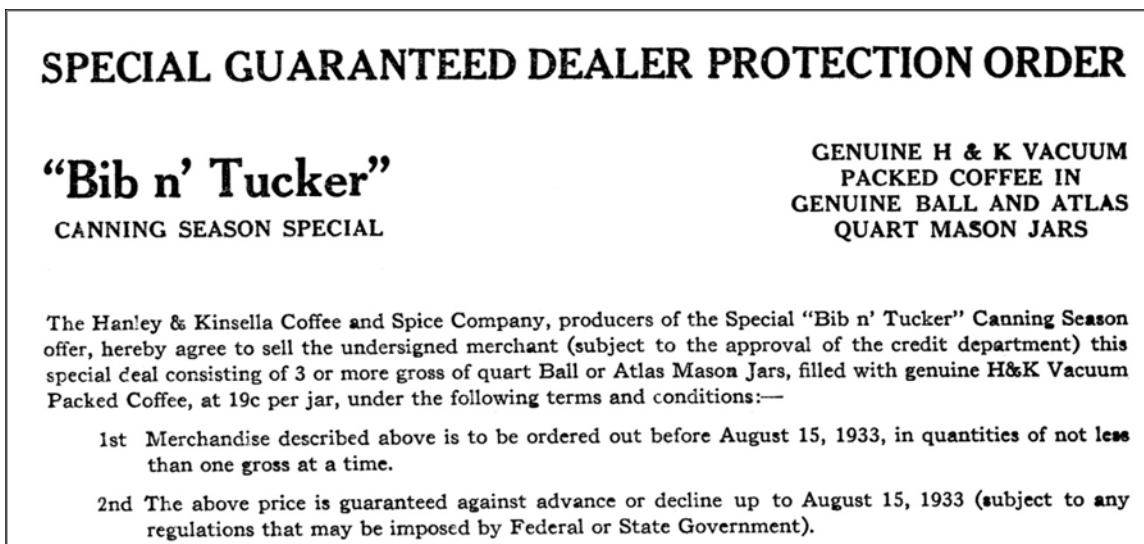 SPECIAL GUARANTEED DEALER PROTECTION ORDER
“Bib n’ Tucker”
CANNING SEASON SPECIAL
GENUINE H & K VACUUM
PACKED COFFEE IN
GENUINE BALL AND ATLAS
QUART MASON JARS
The Hanley & Kinsella Coffee and Spice Company, producers of the Special “Bib n’ Tucker” Canning Season
offer, hereby agree to sell the undersigned merchant (subject to the approval of the credit department) this
special deal consisting of 3 or more gross of quart Ball or Atlas Mason Jars, filled with genuine H&K Vacuum
Packed Coffee, at 19c per jar, under the following terms and conditions:—
1st Merchandise described above is to be ordered out before August 15, 1933, in quantities of not less
than one gross at a time.
2nd The above price is guaranteed against advance or decline up to August 15, 1933 (subject to any
regulations that may be imposed by Federal or State Government).